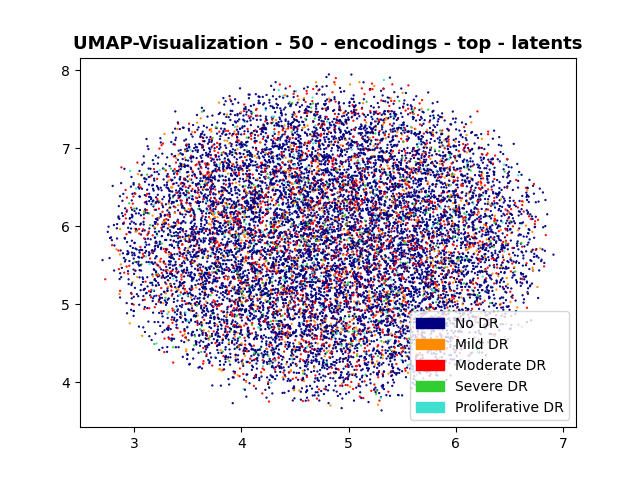 UMAP-Visualization - 50 - encodings - top - latents
8
7
6
5
4
3 4 5 6 7
No DR
Mild DR
Moderate DR
Severe DR
Proliferative DR